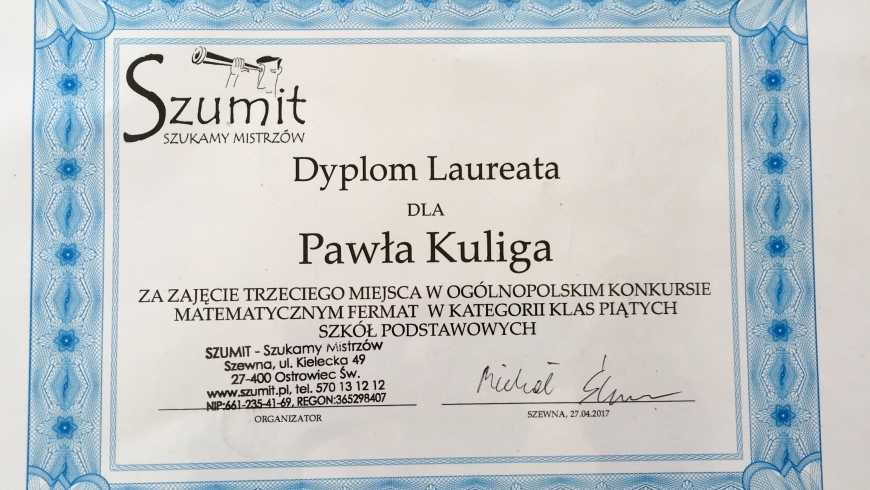 Szumit
SZUKAMY MISTRZÓW
Dyplom Laureata
DLA
Pawła Kuliga
ZA ZAJĘCIE TRZECIEGO MIEJSCA W OGÓLNOPOLSKIM KONKURSIE
MATEMATYCZNYM FERMAT W KATEGORII KLAS PIĄTYCH
SZKÓŁ PODSTAWOWYCH
SZUMIT - Szukamy Mistrzów
Szewna, ul. Kielecka 49
27-400 Ostrowiec Św.
www.szumit.pl, tel. 570 13 12 12
NIP:661-235-41-69, REGON:365298407
ORGANIZATOR
Michał
SZEWNA, 27.04.2017